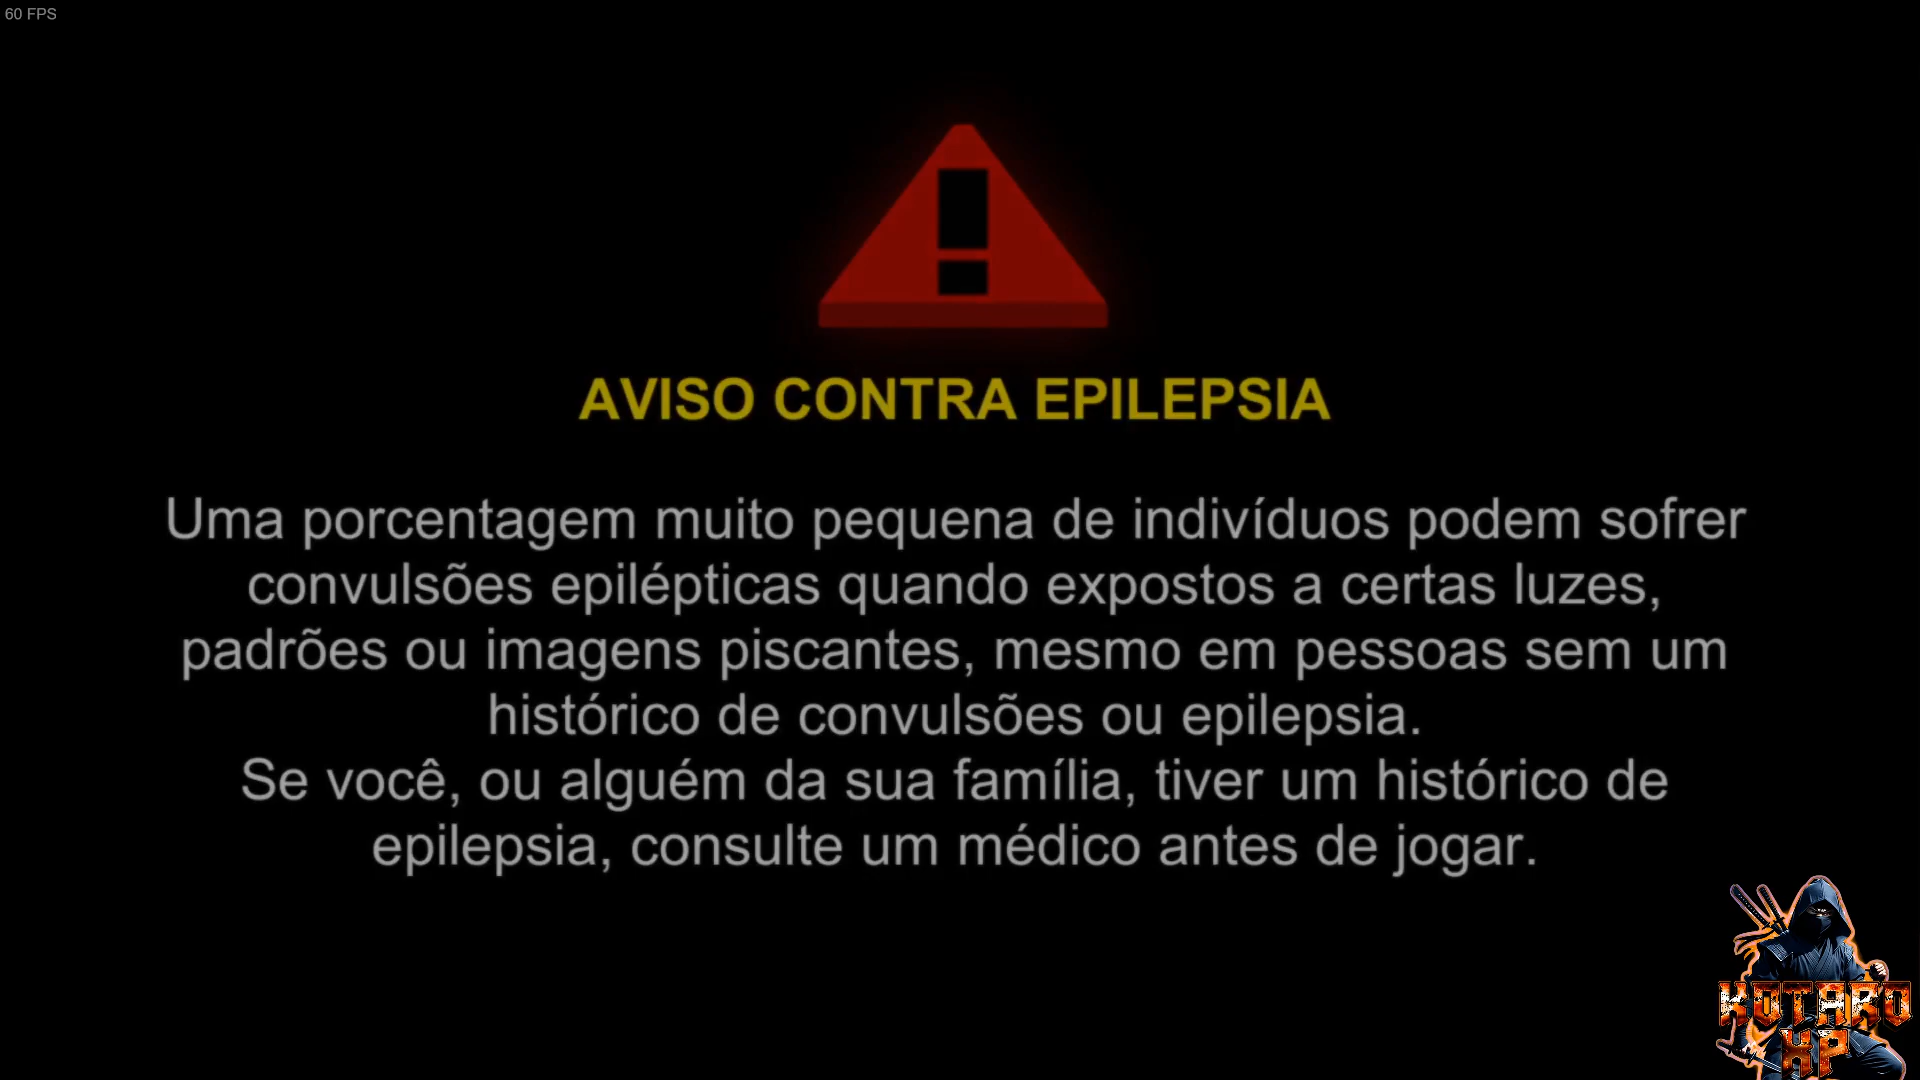 60 FPS
AVISO CONTRA EPILEPSIA
Uma porcentagem muito pequena de indivíduos podem sofrer
convulsões epilépticas quando expostos a certas luzes,
padrões ou imagens piscantes, mesmo em pessoas sem um
histórico de convulsões ou epilepsia.
Se você, ou alguém da sua família, tiver um histórico de
epilepsia, consulte um médico antes de jogar.
KOTARO
XP